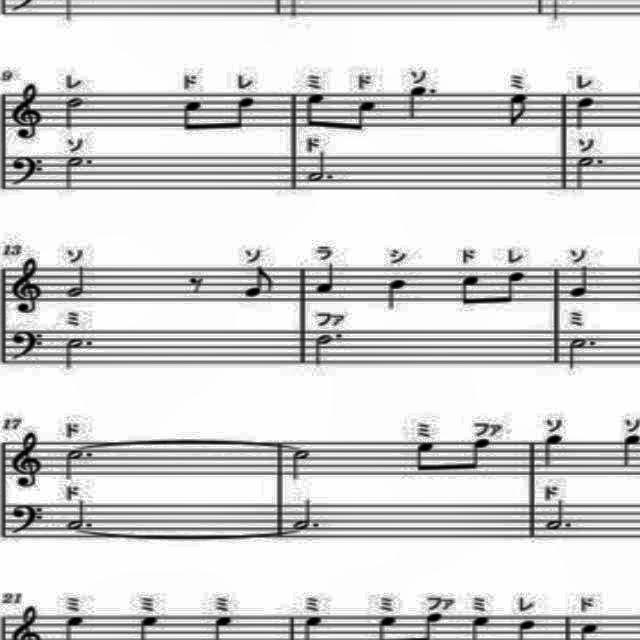 9 レ ド レ ミ ド ソ ミ レ
ソ ド ソ
13 ソ ソ ラ シ ド レ ソ
ミ ファ ミ
17 ド ミ ファ ソ ソ
ド ド
21 ミ ミ ミ ミ ミ ファ ミ レ ド